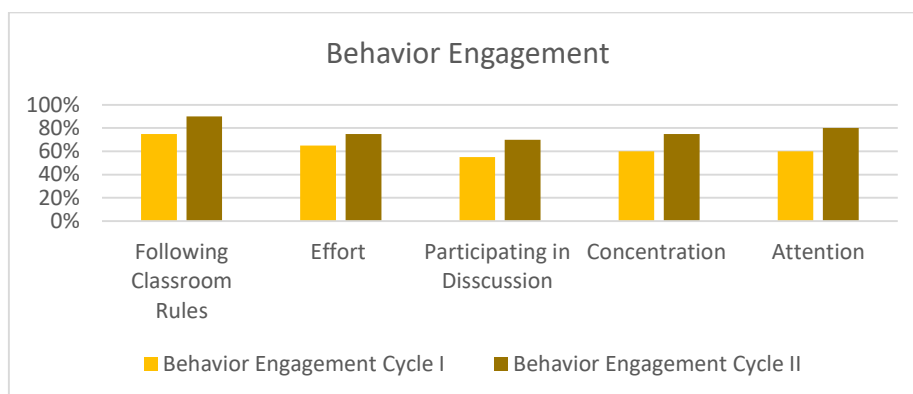 Behavior Engagement
100%
80%
60%
40%
20%
0%
Following
Classroom
Rules
Effort
Participating in
Disscussion
Concentration
Attention
Behavior Engagement Cycle I
Behavior Engagement Cycle II